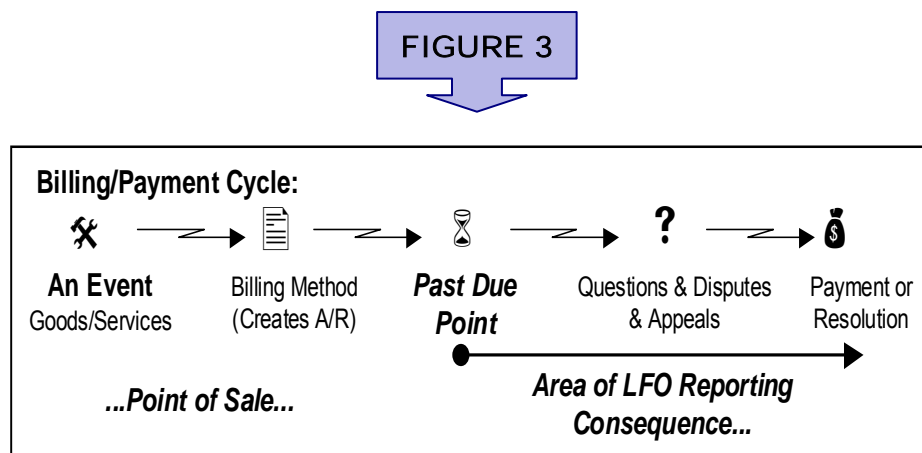 FIGURE 3
Billing/Payment Cycle:
?
$
An Event
Goods/Services
Billing Method
(Creates A/R)
Past Due
Point
Questions & Disputes
& Appeals
Payment or
Resolution
...Point of Sale...
Area of LFO Reporting
Consequence...